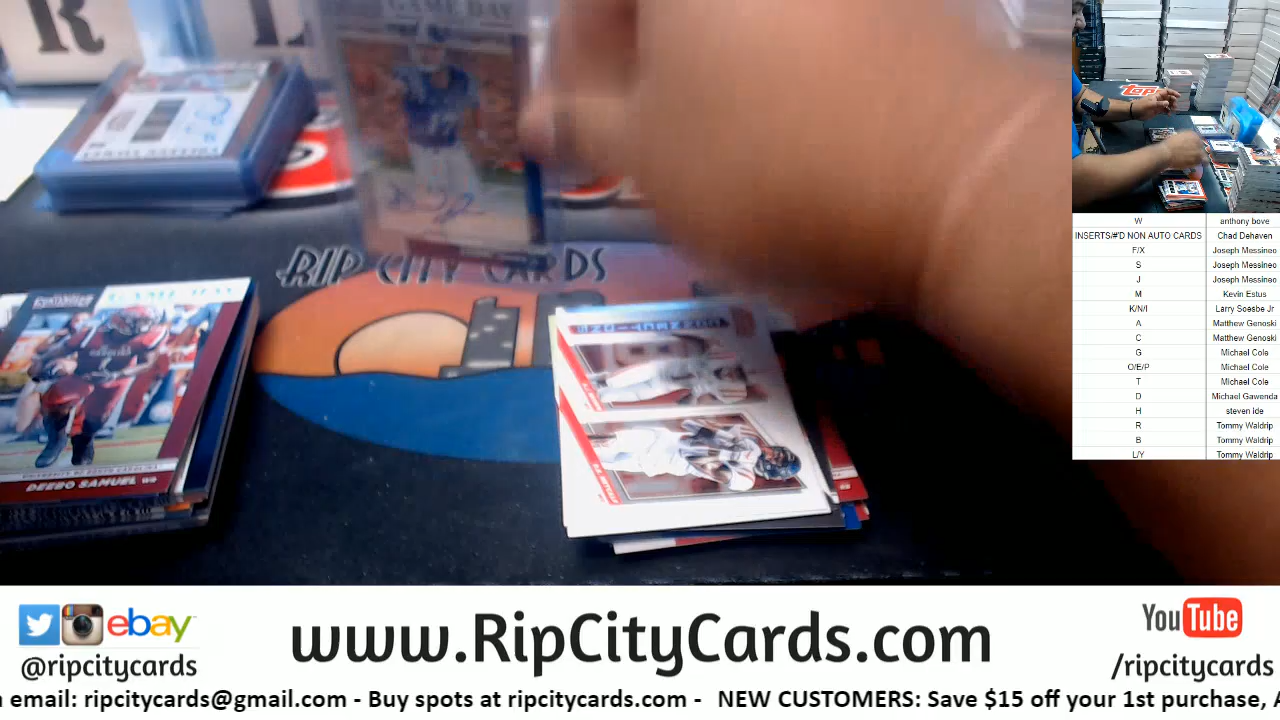 GAME DAY
RIP CITY CARDS
DEEBO SAMUEL WR
W anthony bove
INSERTS/#'D NON AUTO CARDS Chad Dehaven
F/X Joseph Messineo
S Joseph Messineo
J Joseph Messineo
M Kevin Estus
K/N/I Larry Soesbe Jr
A Matthew Genoski
C Matthew Genoski
G Michael Cole
O/E/P Michael Cole
T Michael Cole
D Michael Gawenda
H steven ide
R Tommy Waldrip
B Tommy Waldrip
L/Y Tommy Waldrip
ebay
@ripcitycards
www.RipCityCards.com
YouTube
/ripcitycards
email: ripcitycards@gmail.com - Buy spots at ripcitycards.com - NEW CUSTOMERS: Save $15 off your 1st purchase,